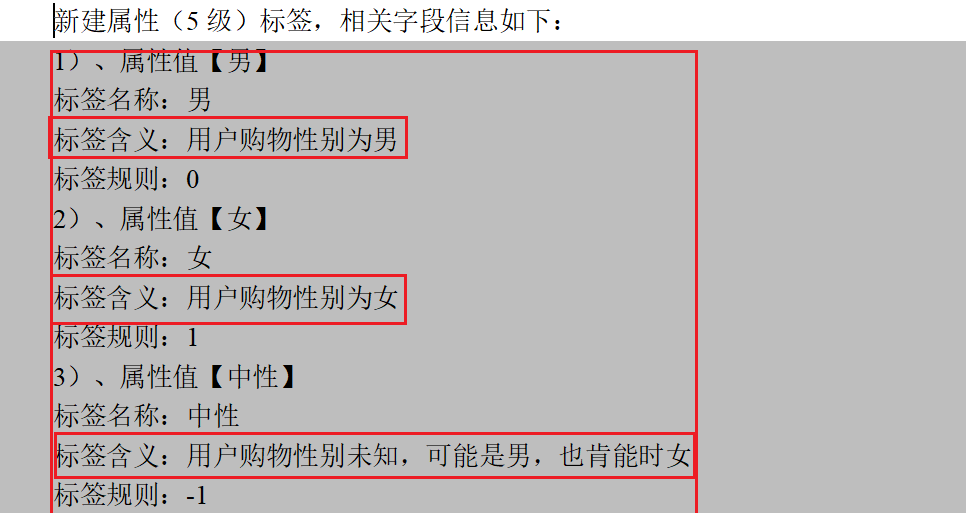 新建属性（5 级）标签，相关字段信息如下：
1）、属性值【男】
标签名称：男
标签含义：用户购物性别为男
标签规则：0
2）、属性值【女】
标签名称：女
标签含义：用户购物性别为女
标签规则：1
3）、属性值【中性】
标签名称：中性
标签含义：用户购物性别未知，可能是男，也肯能时女
标签规则：-1